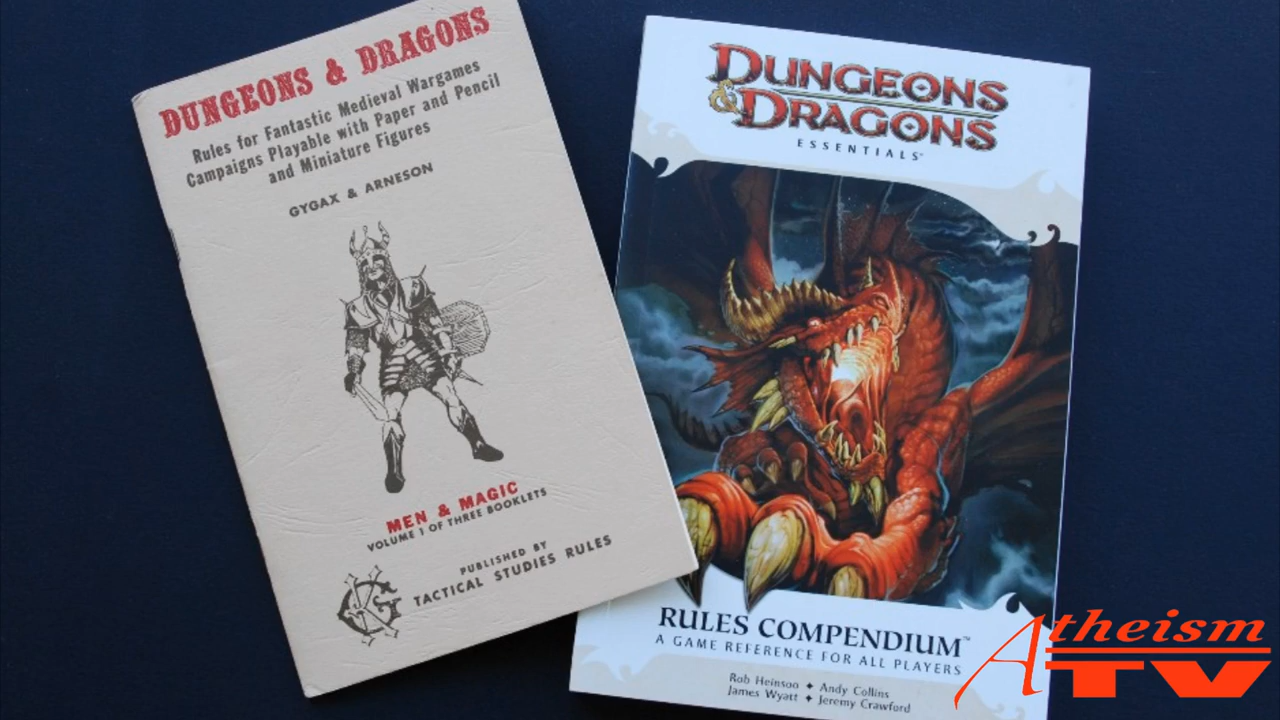 DUNGEONS & DRAGONS
Rules for Fantastic Medieval Wargames
Campaigns Playable with Paper and Pencil
and Miniature Figures
GYGAX & ARNESON
MEN & MAGIC
VOLUME 1 OF THREE BOOKLETS
PUBLISHED BY
TACTICAL STUDIES RULES
DUNGEONS
& DRAGONS
ESSENTIALS
RULES COMPENDIUM™
A GAME REFERENCE FOR ALL PLAYERS
Rob Heinsoo ✦ Andy Collins
James Wyatt ✦ Jeremy Crawford
Atheism
TV